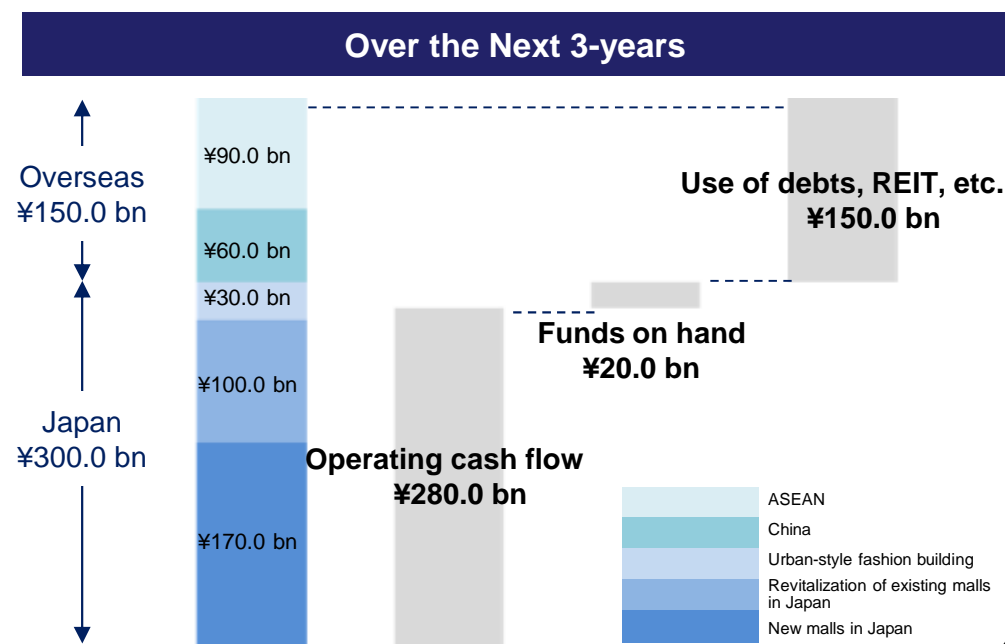 Over the Next 3-years
Overseas
¥150.0 bn
Japan
¥300.0 bn
¥90.0 bn
¥60.0 bn
¥30.0 bn
¥100.0 bn
¥170.0 bn
Operating cash flow
¥280.0 bn
Funds on hand
¥20.0 bn
Use of debts, REIT, etc.
¥150.0 bn
ASEAN
China
Urban-style fashion building
Revitalization of existing malls
in Japan
New malls in Japan